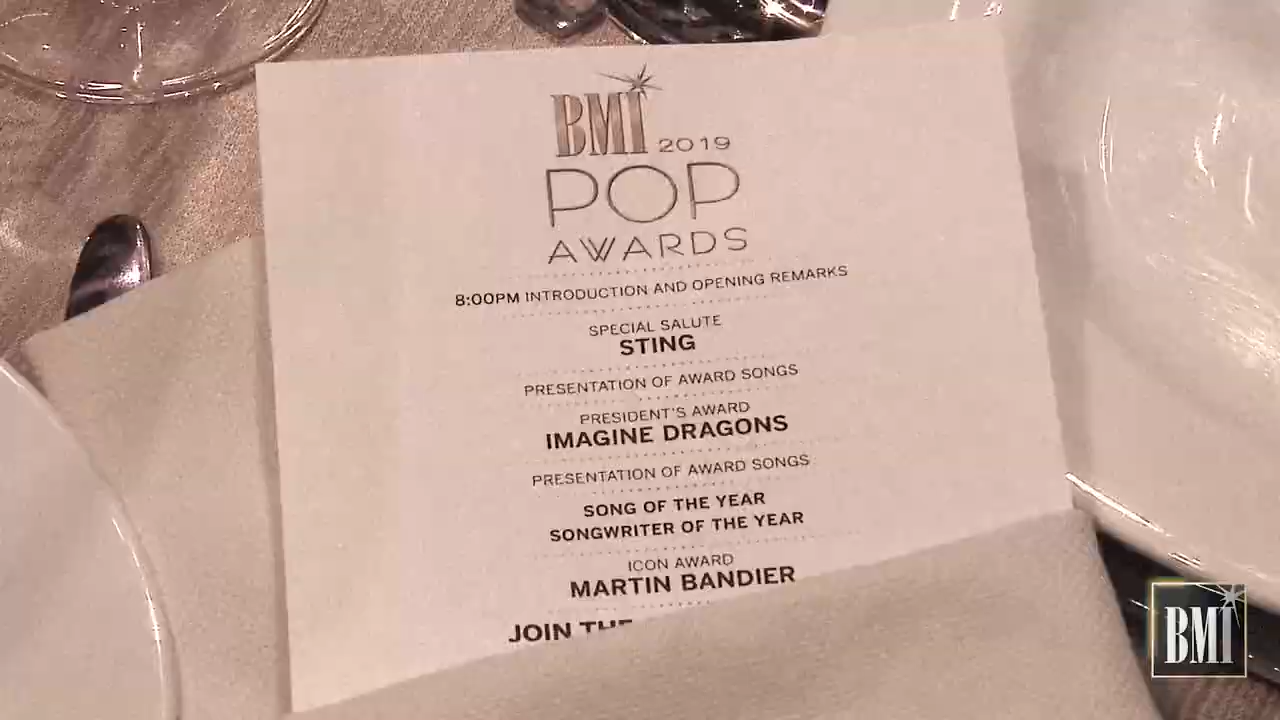 BMI 2019
POP
AWARDS
8:00PM INTRODUCTION AND OPENING REMARKS
SPECIAL SALUTE
STING
PRESENTATION OF AWARD SONGS
PRESIDENT'S AWARD
IMAGINE DRAGONS
PRESENTATION OF AWARD SONGS
SONG OF THE YEAR
SONGWRITER OF THE YEAR
ICON AWARD
MARTIN BANDIER
JOIN THE
BMI